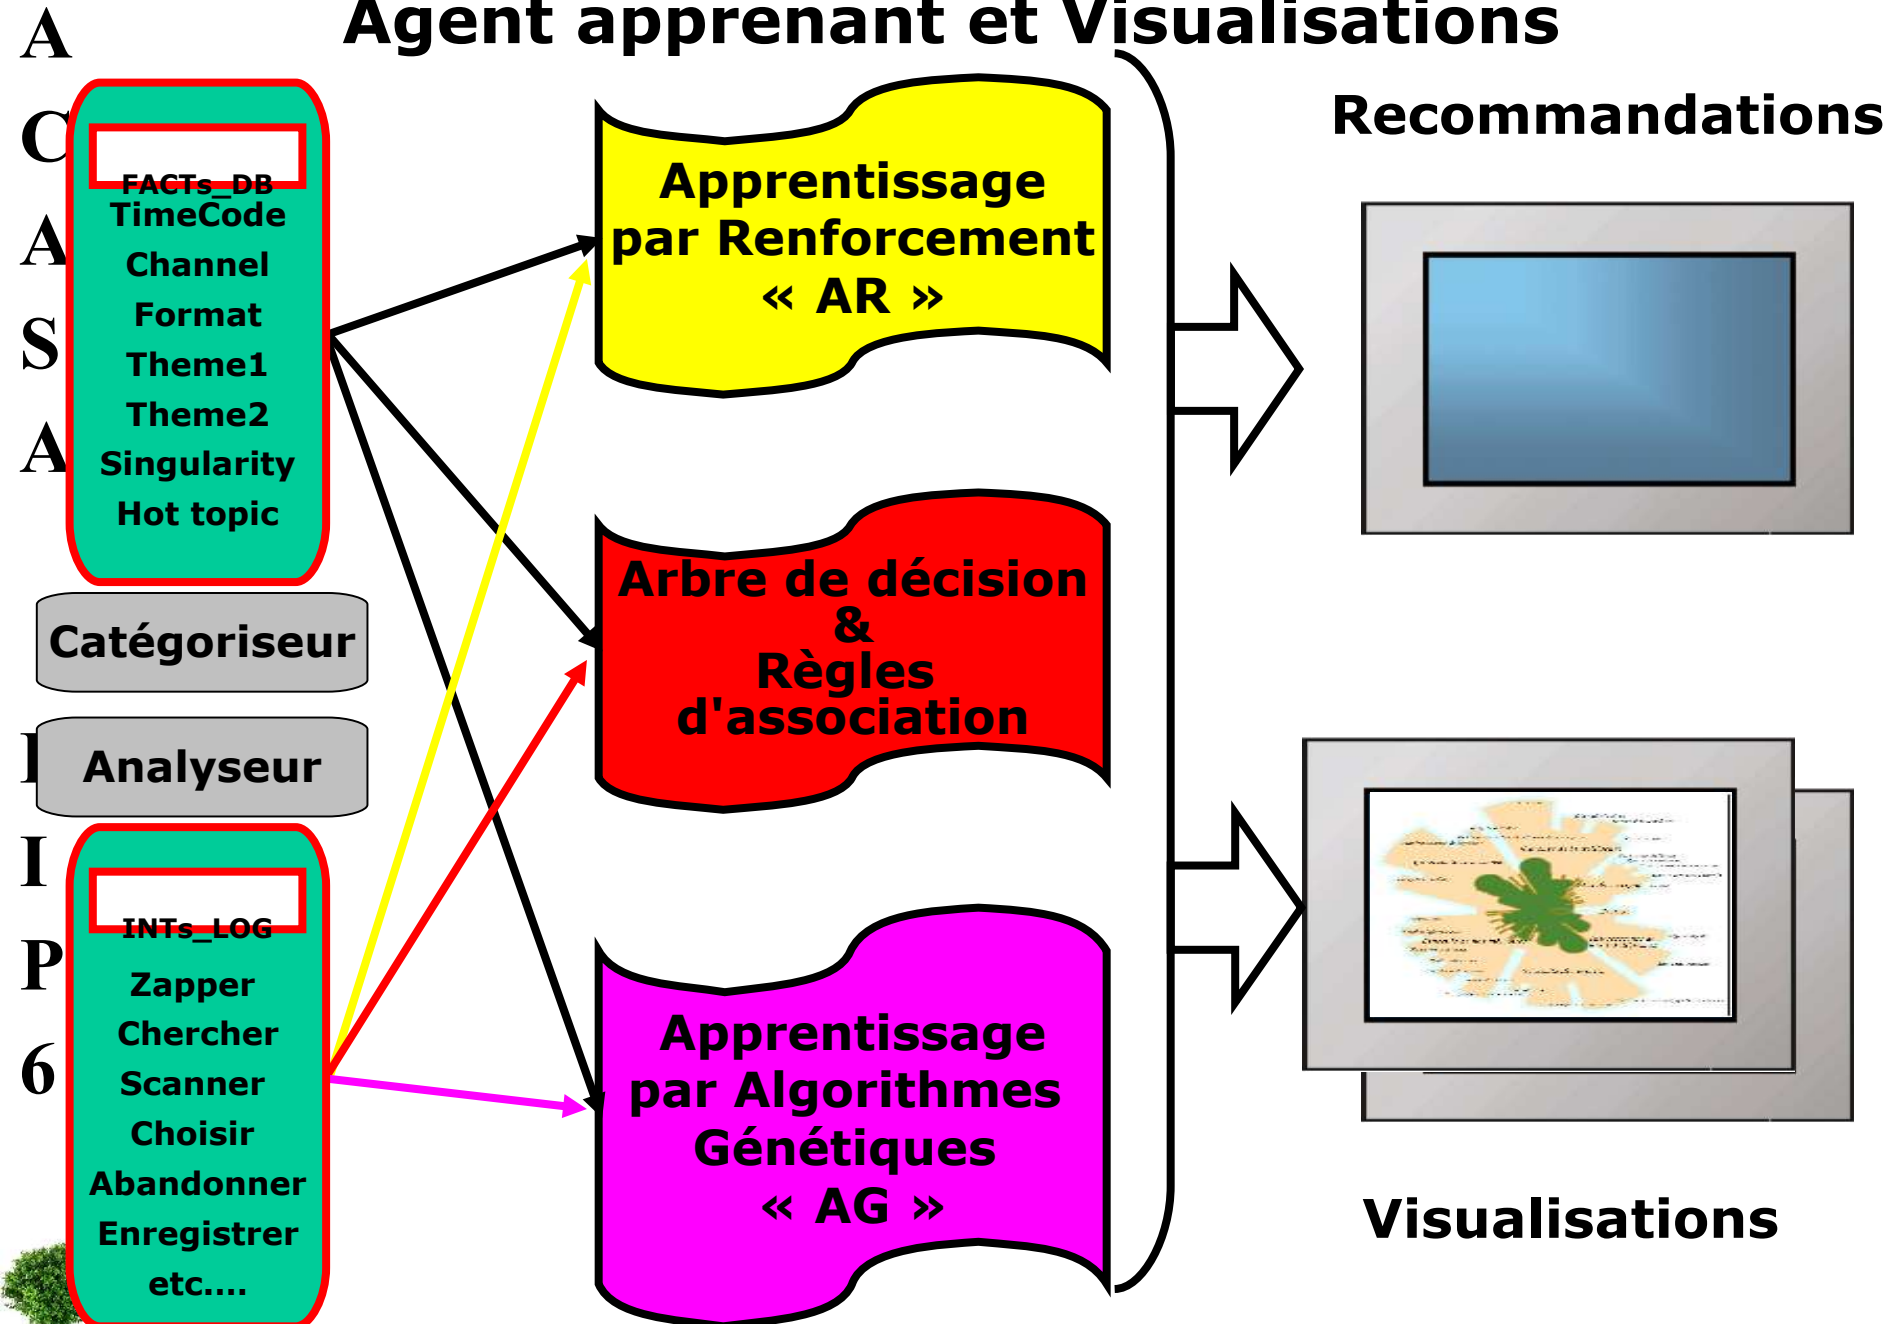 Agent apprenant et Visualisations
A
C
A
S
A
L
I
P
6
FACTs_DB
TimeCode
Channel
Format
Theme1
Theme2
Singularity
Hot topic
Catégoriseur
Analyseur
INTs_LOG
Zapper
Chercher
Scanner
Choisir
Abandonner
Enregistrer
etc....
Apprentissage
par Renforcement
« AR »
Arbre de décision
&
Règles
d'association
Apprentissage
par Algorithmes
Génétiques
« AG »
Recommandations
Visualisations